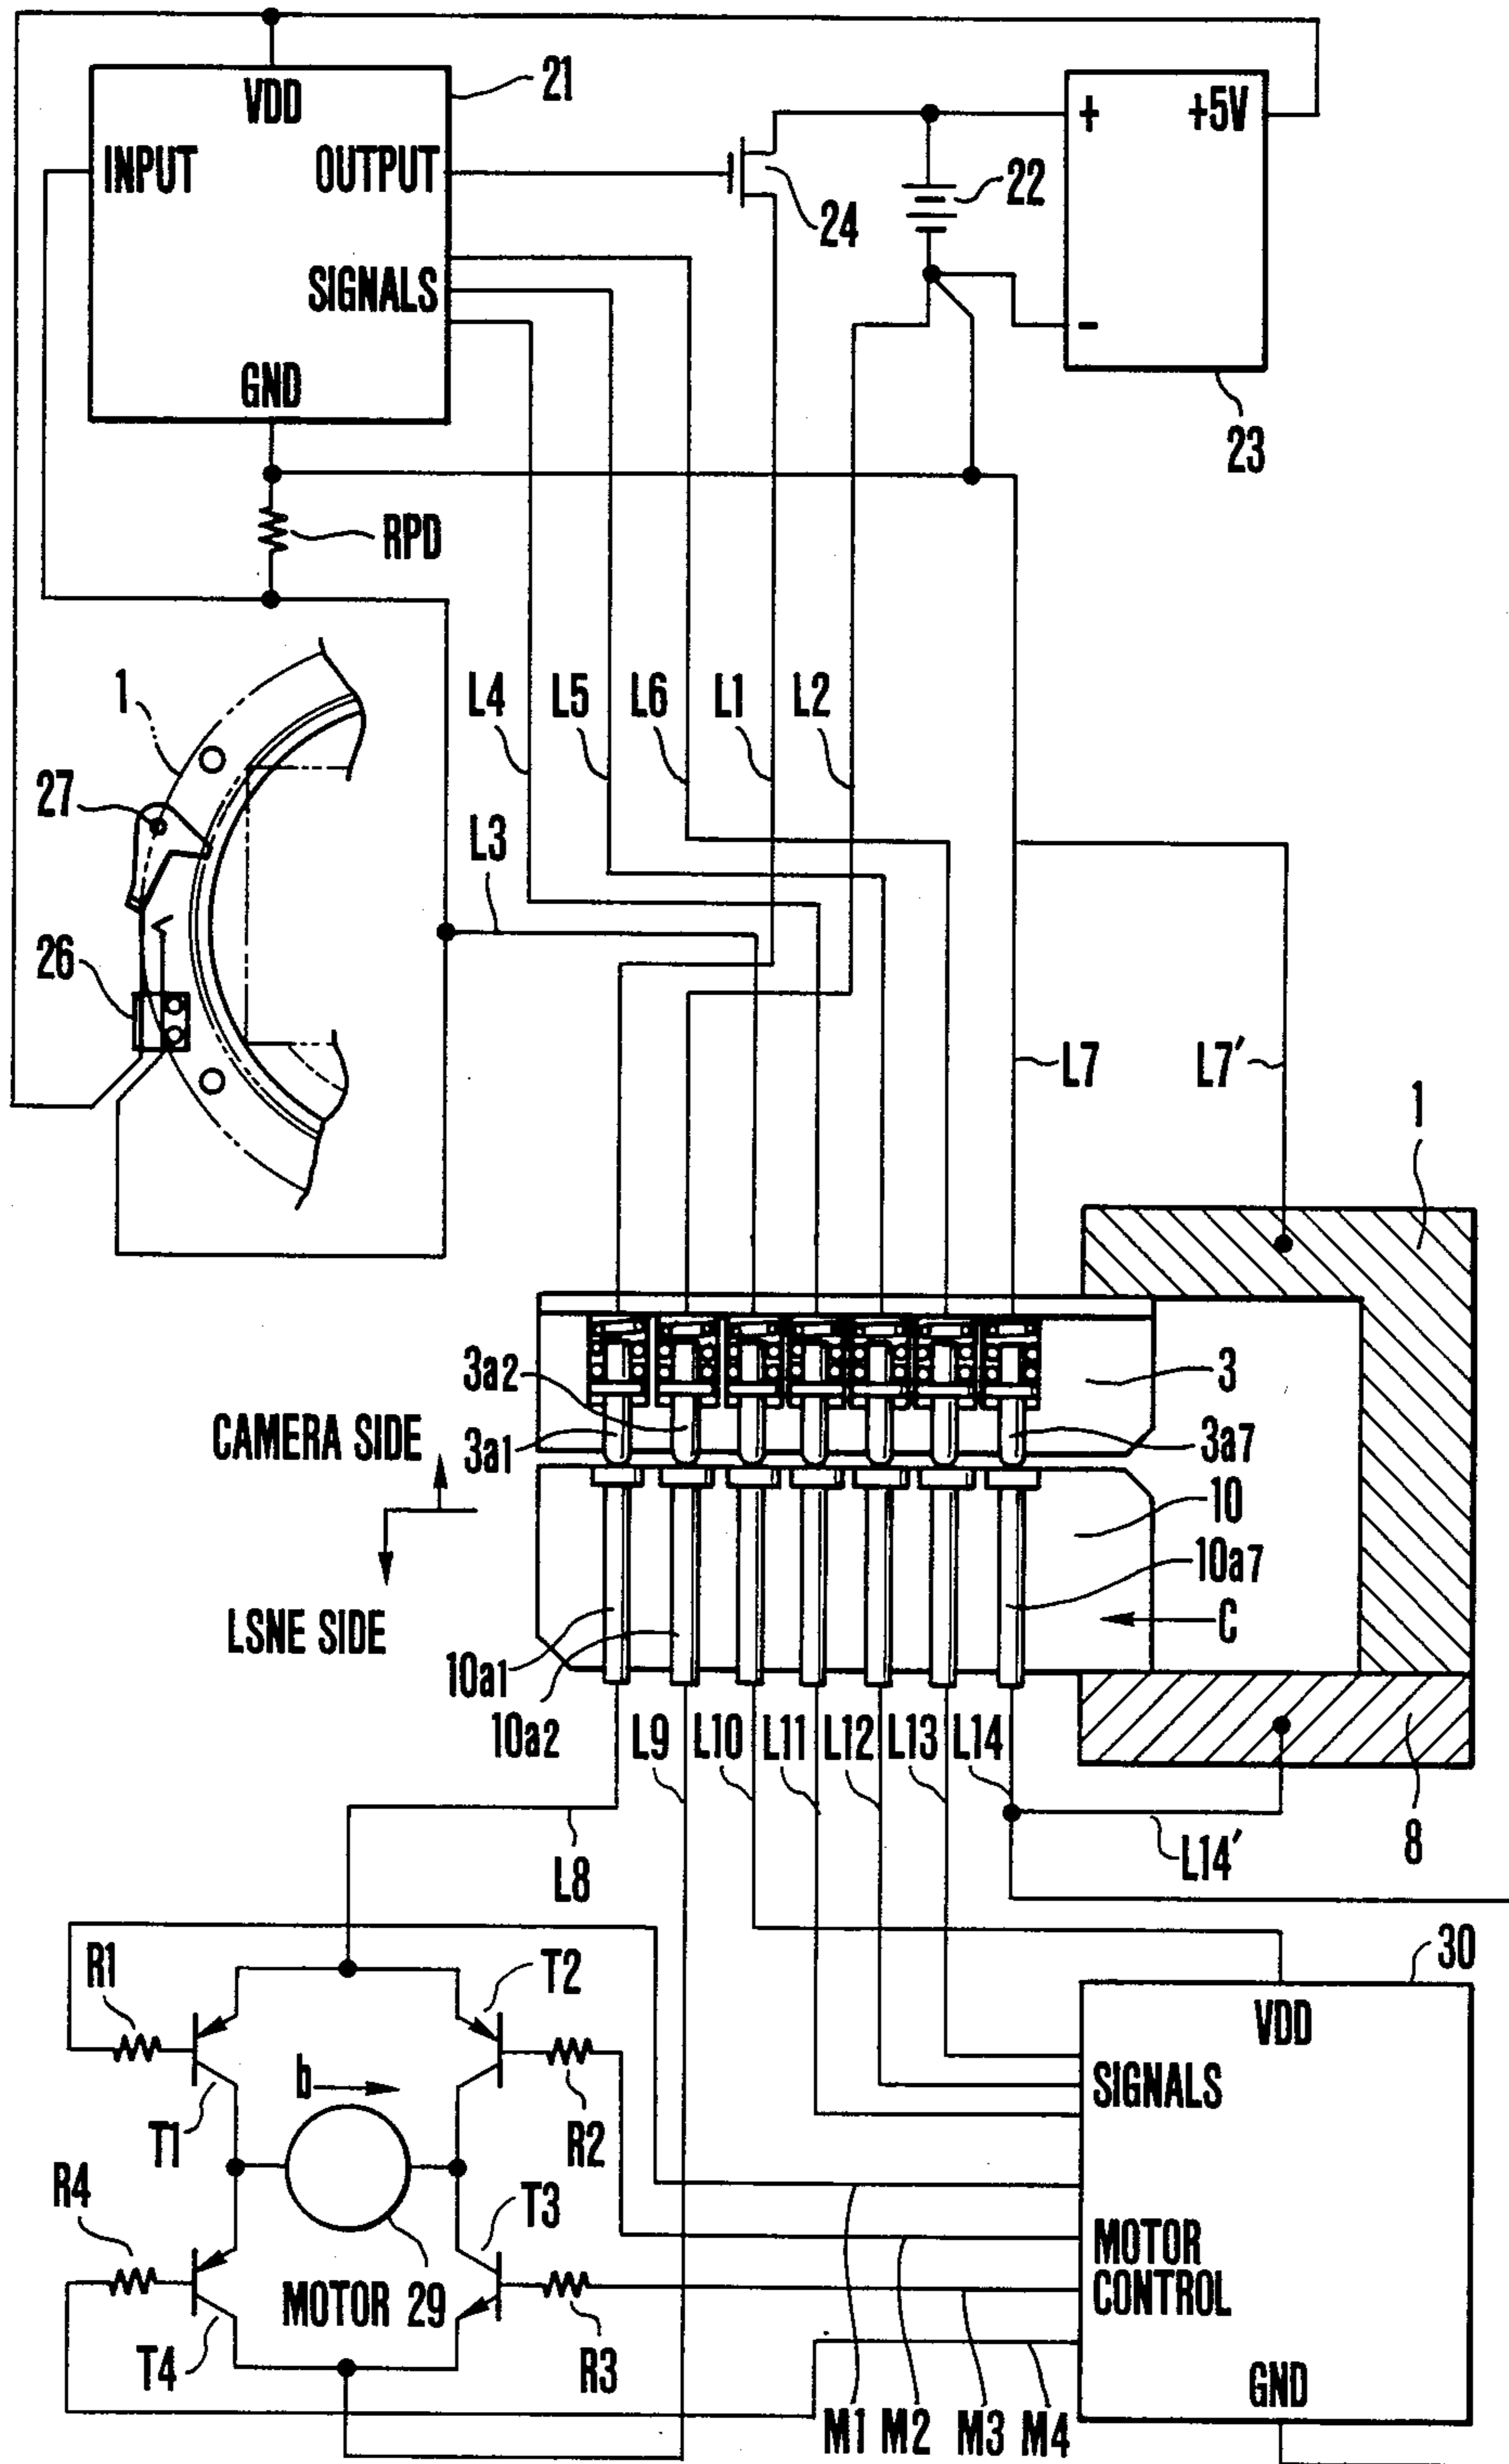 VDD
21
INPUT
OUTPUT
SIGNALS
GND
+
+5V
-
22
24
23
RPD
L4
L5
L6
L1
L2
1
27
L3
26
L7
L7′
1
3a2
3a1
3
3a7
CAMERA SIDE
10
10a7
C
LSNE SIDE
10a1
10a2
L9
L10
L11
L12
L13
L14
L8
L14′
8
30
R1
T2
VDD
SIGNALS
b
T1
R2
R4
T3
MOTOR
CONTROL
MOTOR 29
T4
R3
GND
M1
M2
M3
M4